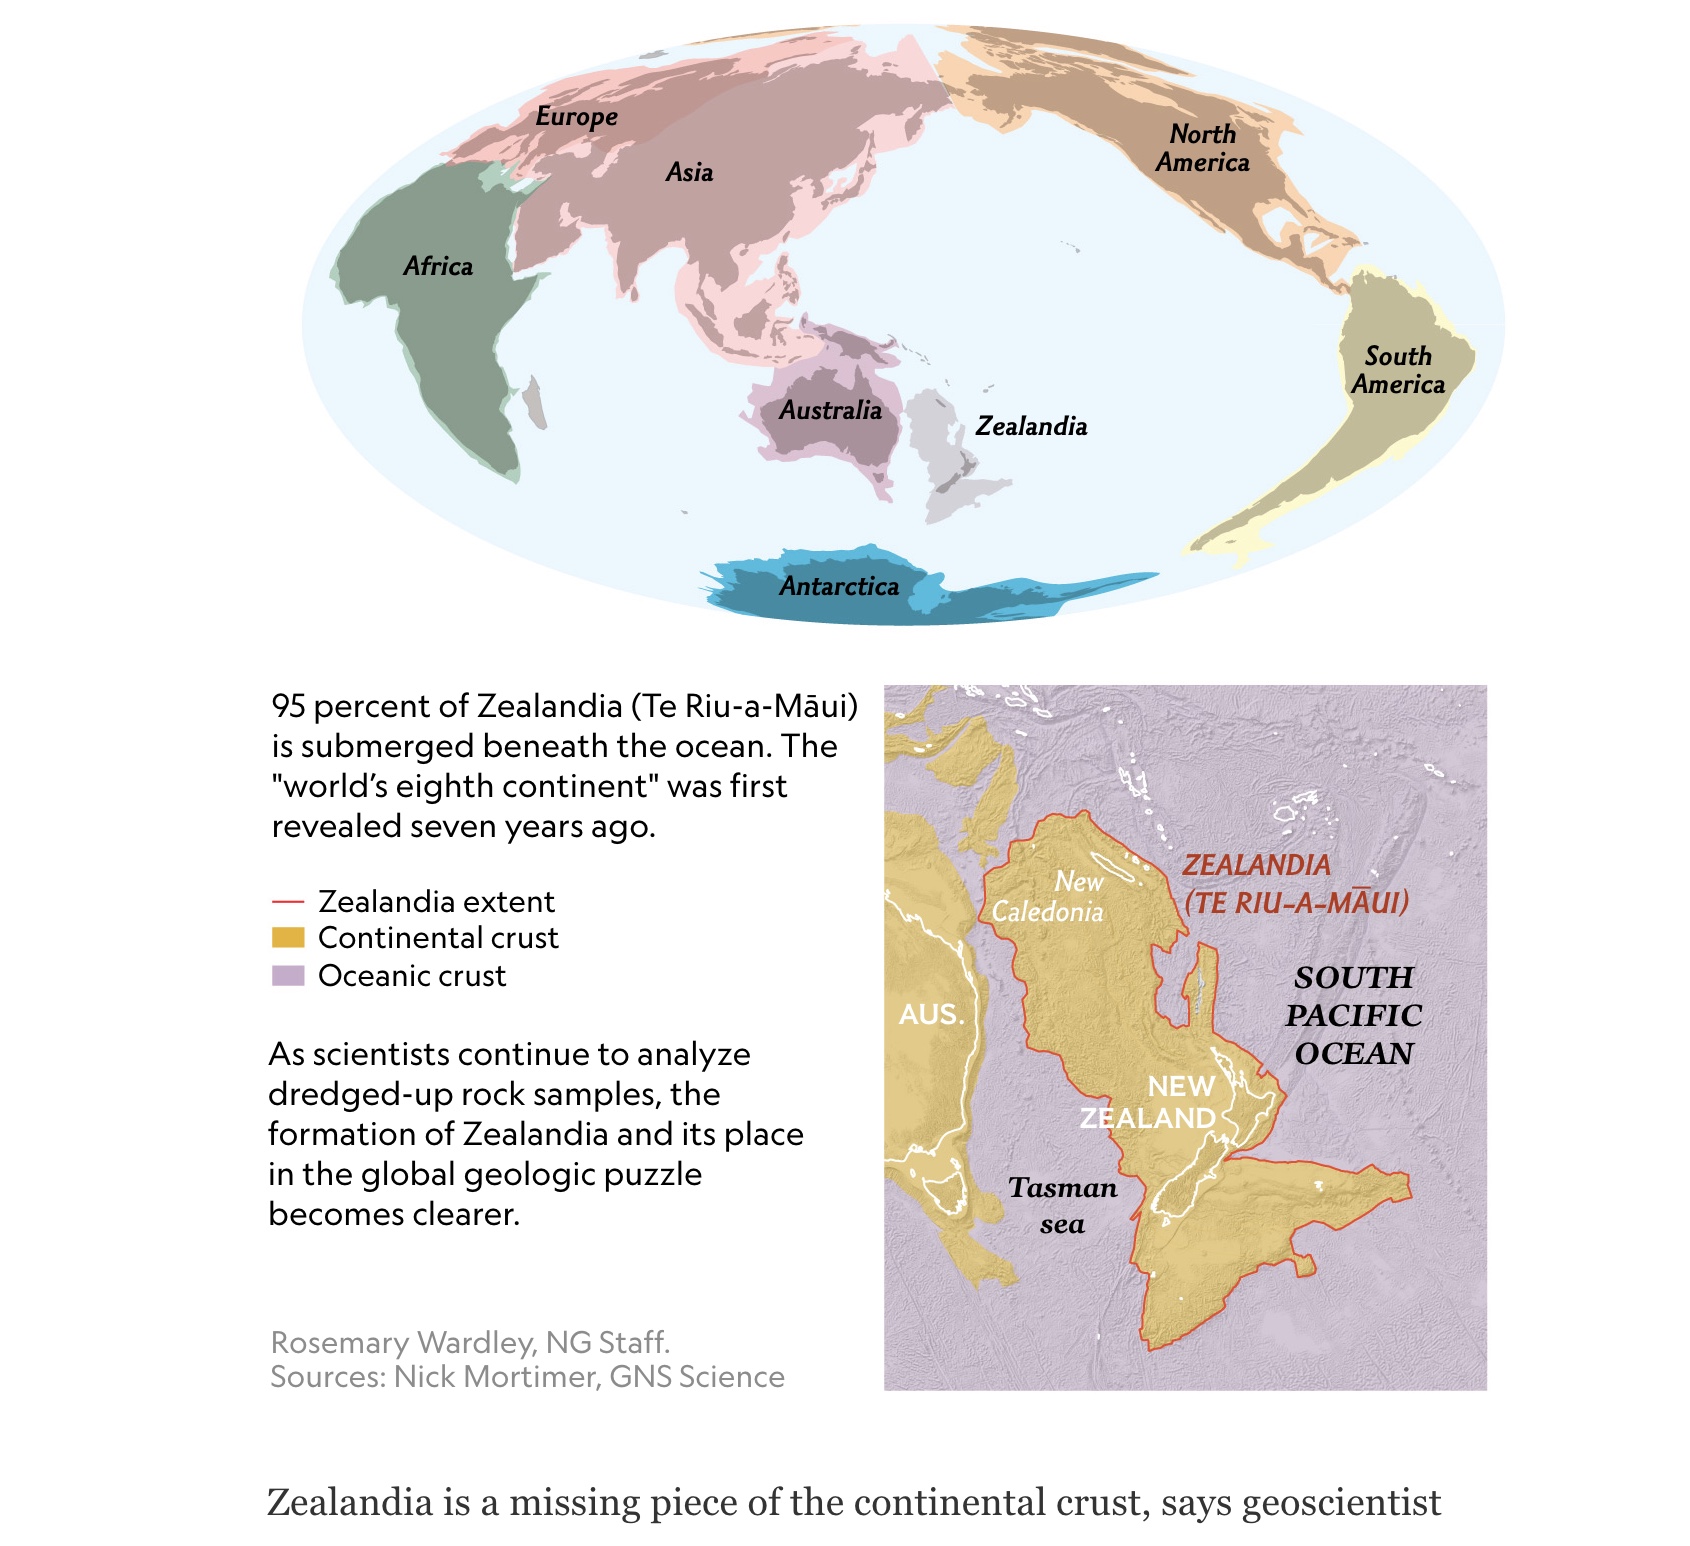 Europe
Asia
North
America
Africa
South
America
Australia
Zealandia
Antarctica
95 percent of Zealandia (Te Riu-a-Māui)
is submerged beneath the ocean. The
"world’s eighth continent" was first
revealed seven years ago.
Zealandia extent
Continental crust
Oceanic crust
As scientists continue to analyze
dredged-up rock samples, the
formation of Zealandia and its place
in the global geologic puzzle
becomes clearer.
Rosemary Wardley, NG Staff.
Sources: Nick Mortimer, GNS Science
ZEALANDIA
(TE RIU-A-MĀUI)
New
Caledonia
SOUTH
PACIFIC
OCEAN
AUS.
NEW
ZEALAND
Tasman
sea
Zealandia is a missing piece of the continental crust, says geoscientist